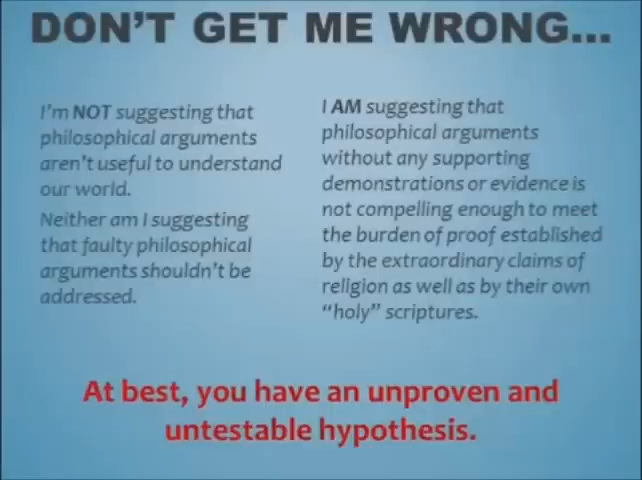 DON'T GET ME WRONG...
I'm NOT suggesting that
philosophical arguments
aren't useful to understand
our world.
Neither am I suggesting
that faulty philosophical
arguments shouldn't be
addressed.
I AM suggesting that
philosophical arguments
without any supporting
demonstrations or evidence is
not compelling enough to meet
the burden of proof established
by the extraordinary claims of
religion as well as by their own
"holy" scriptures.
At best, you have an unproven and
untestable hypothesis.